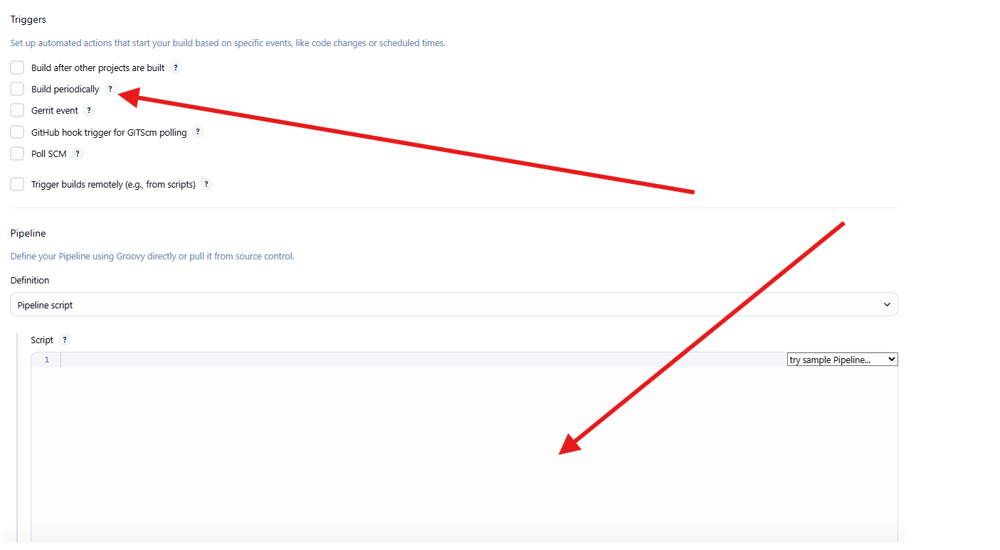 Triggers
Set up automated actions that start your build based on specific events, like code changes or scheduled times.
Build after other projects are built ?
Build periodically ?
Gerrit event ?
GitHub hook trigger for GITScm polling ?
Poll SCM ?
Trigger builds remotely (e.g., from scripts) ?
Pipeline
Define your Pipeline using Groovy directly or pull it from source control.
Definition
Pipeline script
Script ?
1
try sample Pipeline...